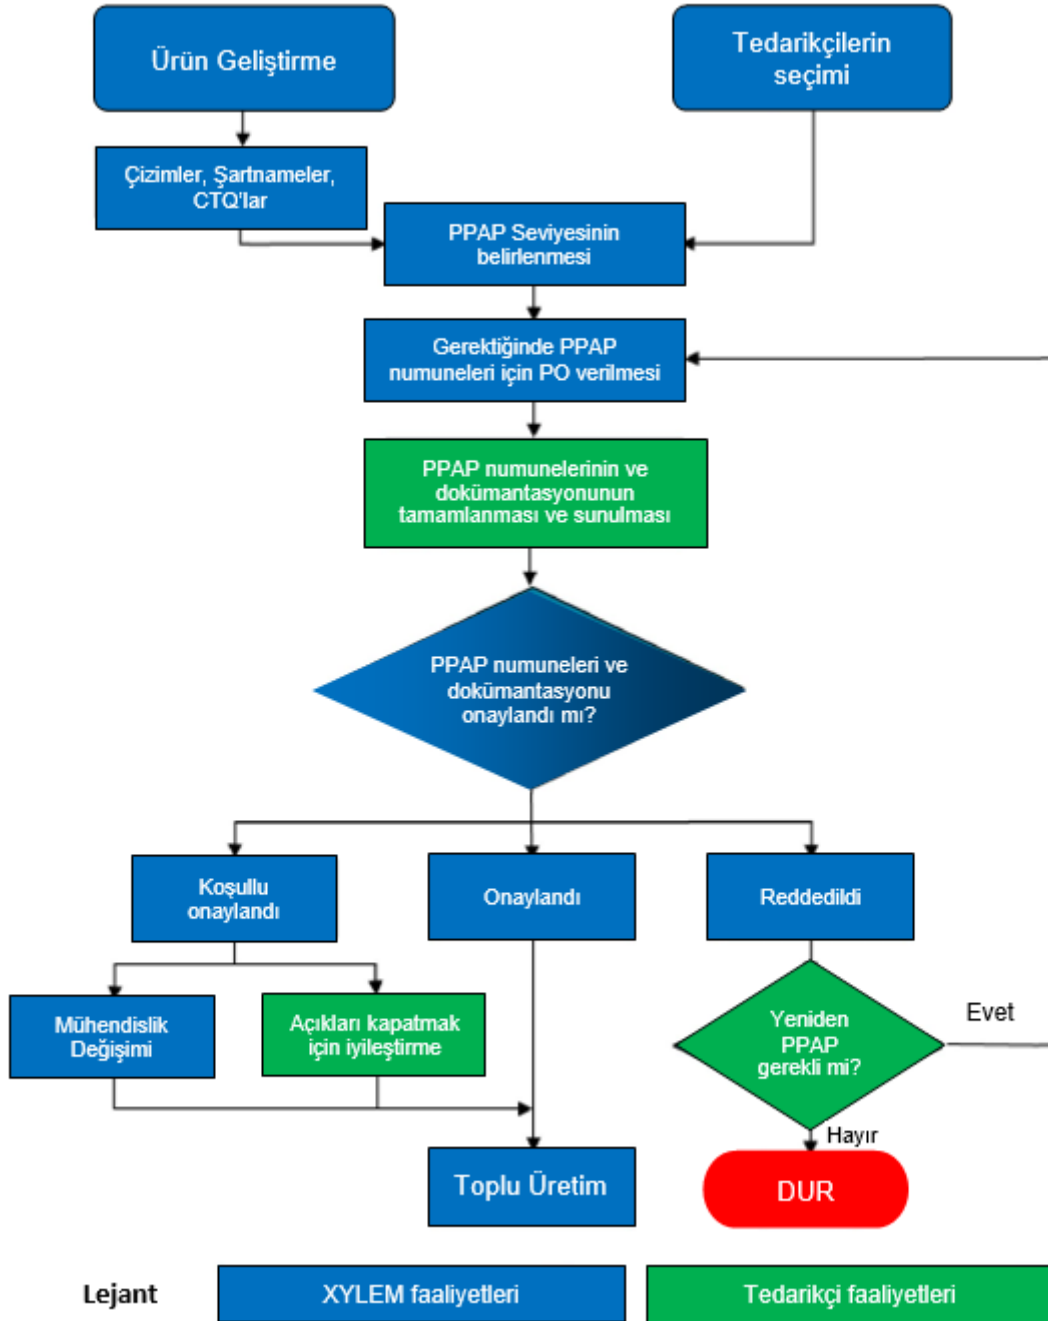 Ürün Geliştirme
Tedarikçilerin
seçimi
Çizimler, Şartnameler,
CTQ'lar
PPAP Seviyesinin
belirlenmesi
Gerektiğinde PPAP
numuneleri için PO verilmesi
PPAP numunelerinin ve
dokümantasyonunun
tamamlanması ve sunulması
PPAP numuneleri ve
dokümantasyonu
onaylandı mı?
Koşullu
onaylandı
Onaylandı
Reddedildi
Mühendislik
Değişimi
Açıkları kapatmak
için iyileştirme
Yeniden
PPAP
gerekli mi?
Evet
Hayır
Toplu Üretim
DUR
Lejant
XYLEM faaliyetleri
Tedarikçi faaliyetleri